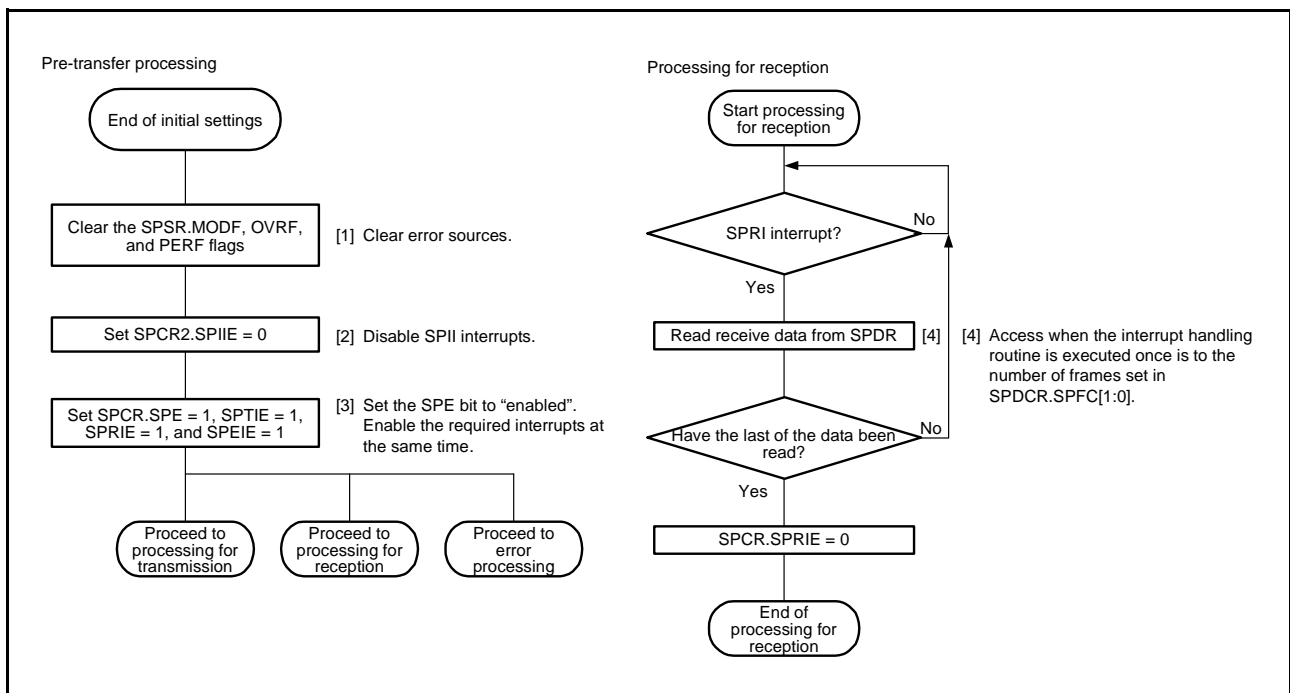 Pre-transfer processing
End of initial settings
Clear the SPSR.MODF, OVRF,
and PERF flags
[1] Clear error sources.
Set SPCR2.SPIIE = 0
[2] Disable SPII interrupts.
Set SPCR.SPE = 1, SPTIE = 1,
SPRIE = 1, and SPEIE = 1
[3] Set the SPE bit to “enabled”.
Enable the required interrupts at
the same time.
Proceed to
processing for
transmission
Proceed to
processing for
reception
Proceed to
error
processing
Processing for reception
Start processing
for reception
SPRI interrupt?
No
Yes
Read receive data from SPDR
[4]
[4] Access when the interrupt handling
routine is executed once is to the
number of frames set in
SPDCR.SPFC[1:0].
Have the last of the data been
read?
No
Yes
SPCR.SPRIE = 0
End of
processing for
reception